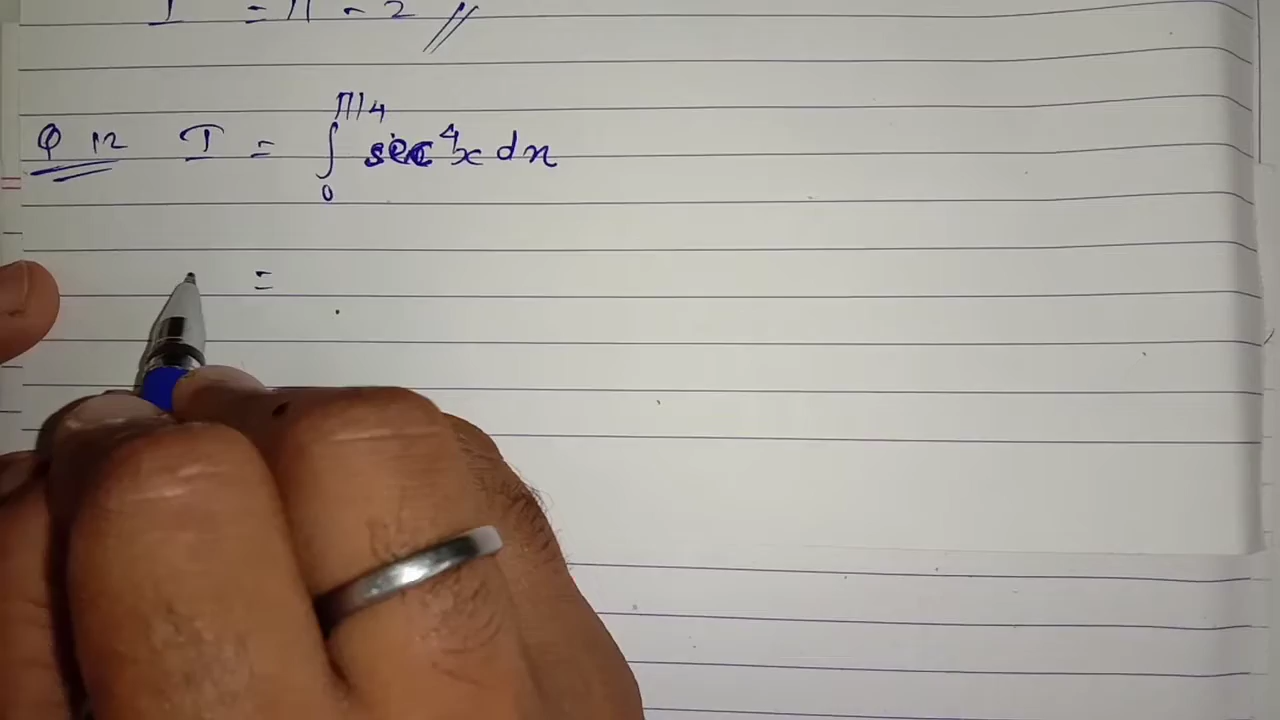 I = π - 2 //
Q 12 I = ∫₀^π/4 sec⁴x dx
=